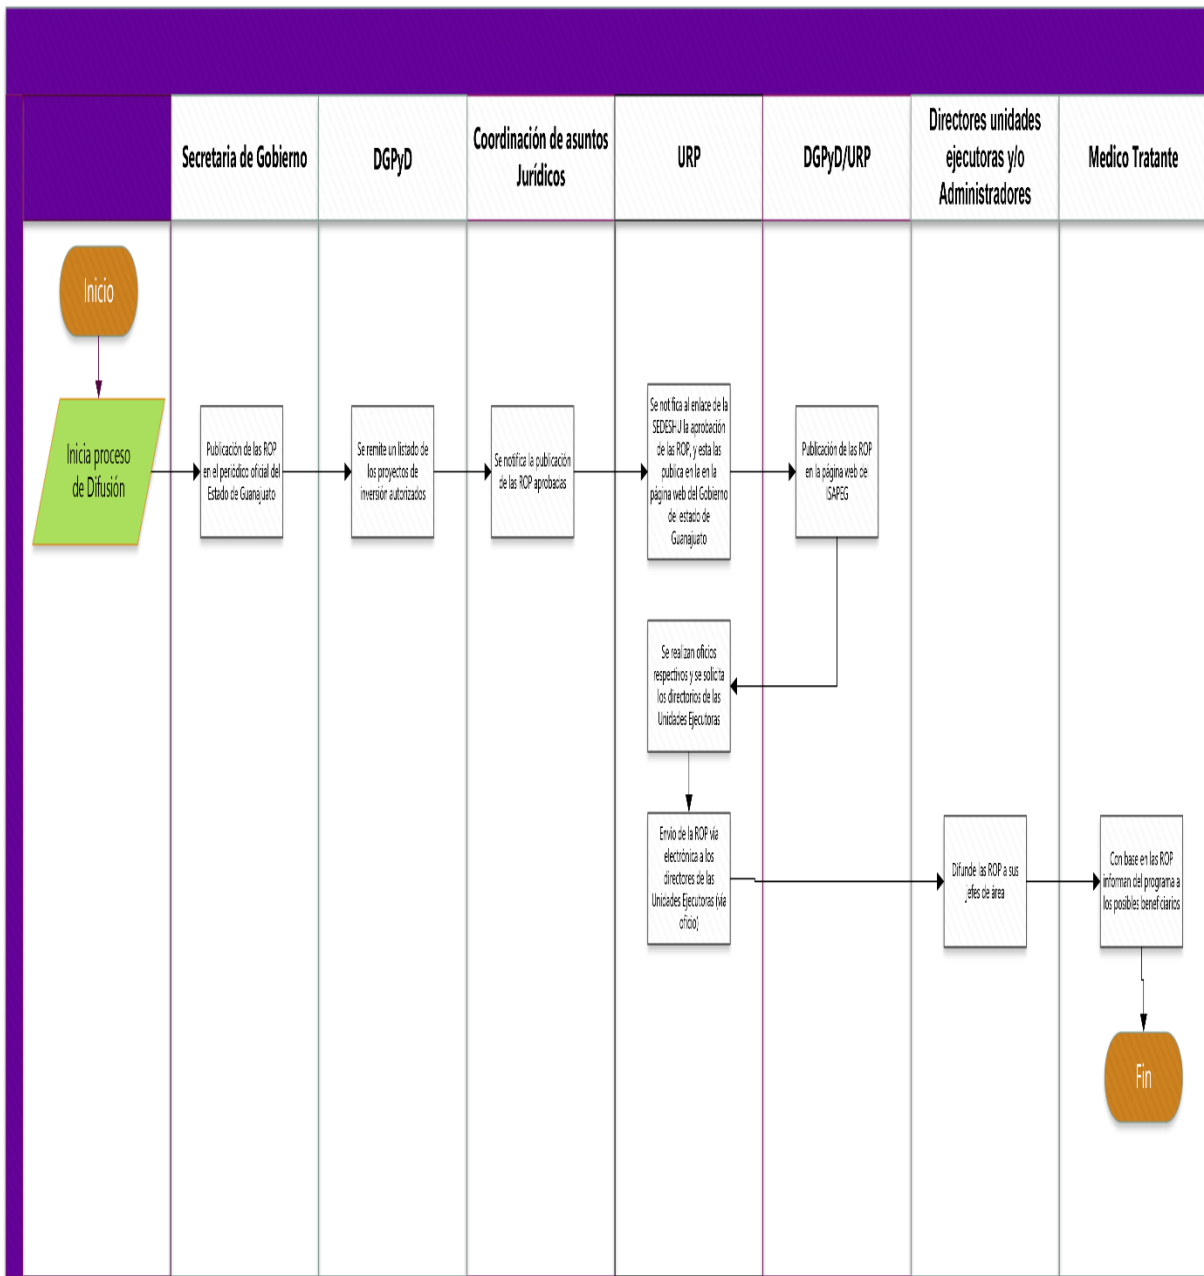 Secretaria de Gobierno
DGPyD
Coordinación de asuntos
Jurídicos
URP
DGPyD/URP
Directores unidades
ejecutoras y/o
Administradores
Medico Tratante
Inicio
Inicia proceso
de Difusión
Publicación de las ROP
en el periódico oficial del
Estado de Guanajuato
Se remite un listado de
los proyectos de
inversión autorizados
Se notifica la publicación
de las ROP aprobadas
Se notifica al enlace de la
SEDESHU la aprobación
de las ROP, y esta las
publica en la en la
página web del Gobierno
del estado de
Guanajuato
Publicación de las ROP
en la página web de
ISAPEG
Se realizan oficios
respectivos y se solicita
los directorios de las
Unidades Ejecutoras
Envío de la ROP vía
electrónica a los
directores de las
Unidades Ejecutoras (vía
oficio)
Difunde las ROP a sus
jefes de área
Con base en las ROP
informan del programa a
los posibles beneficiarios
Fin